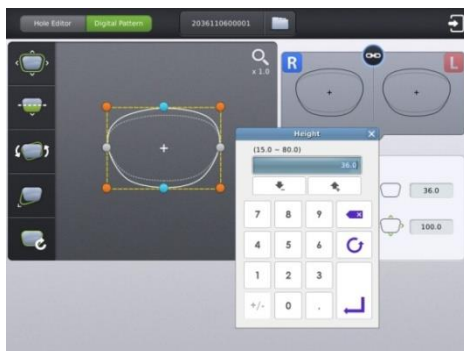 Hole Editor
Digital Pattern
2036110600001
x 1.0
R
L
Height
(15.0 ~ 80.0)
36.0
7 8 9
4 5 6
1 2 3
+/- 0 .
36.0
100.0